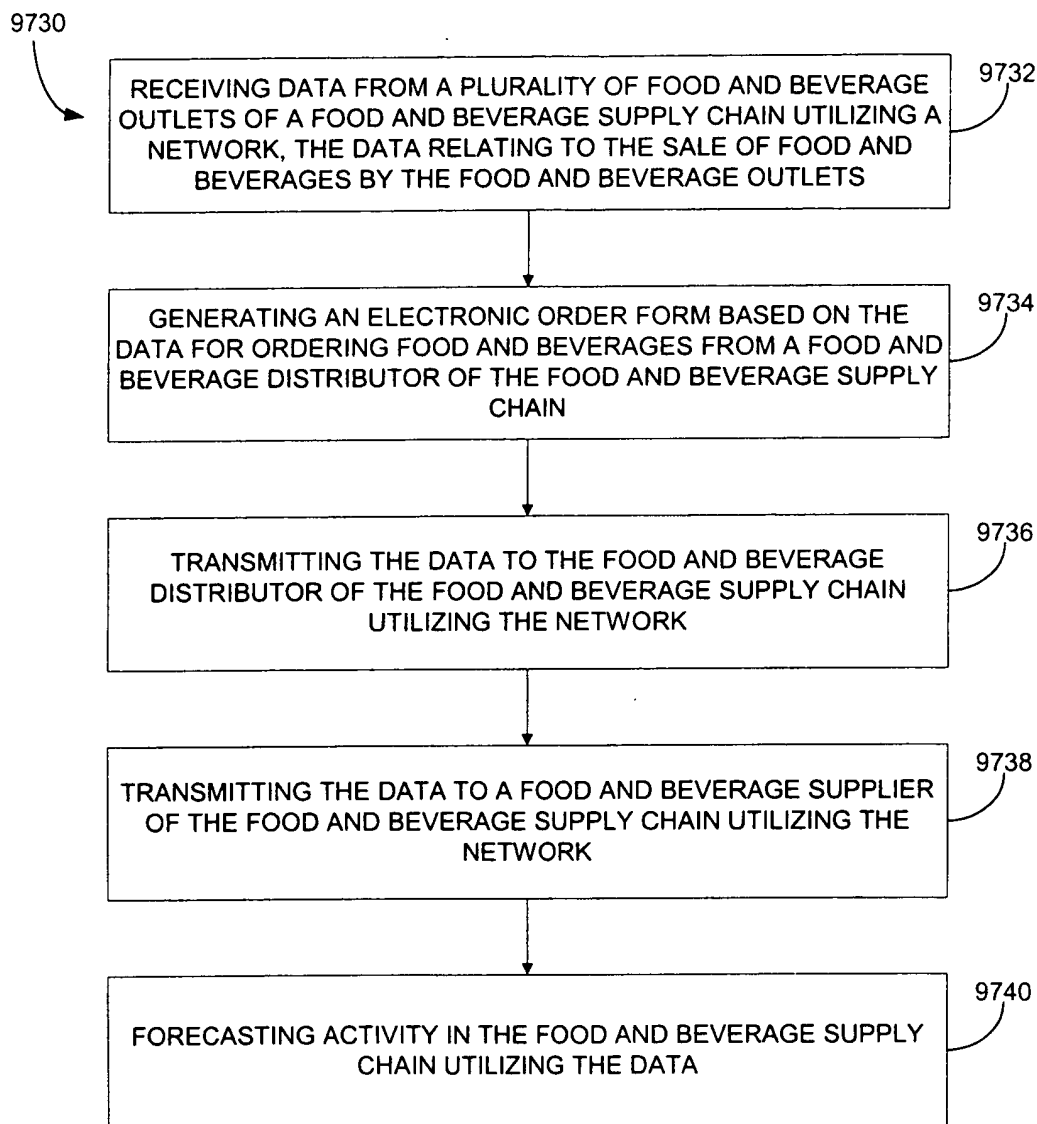 9730
9732
RECEIVING DATA FROM A PLURALITY OF FOOD AND BEVERAGE
OUTLETS OF A FOOD AND BEVERAGE SUPPLY CHAIN UTILIZING A
NETWORK, THE DATA RELATING TO THE SALE OF FOOD AND
BEVERAGES BY THE FOOD AND BEVERAGE OUTLETS
9734
GENERATING AN ELECTRONIC ORDER FORM BASED ON THE
DATA FOR ORDERING FOOD AND BEVERAGES FROM A FOOD AND
BEVERAGE DISTRIBUTOR OF THE FOOD AND BEVERAGE SUPPLY
CHAIN
9736
TRANSMITTING THE DATA TO THE FOOD AND BEVERAGE
DISTRIBUTOR OF THE FOOD AND BEVERAGE SUPPLY CHAIN
UTILIZING THE NETWORK
9738
TRANSMITTING THE DATA TO A FOOD AND BEVERAGE SUPPLIER
OF THE FOOD AND BEVERAGE SUPPLY CHAIN UTILIZING THE
NETWORK
9740
FORECASTING ACTIVITY IN THE FOOD AND BEVERAGE SUPPLY
CHAIN UTILIZING THE DATA